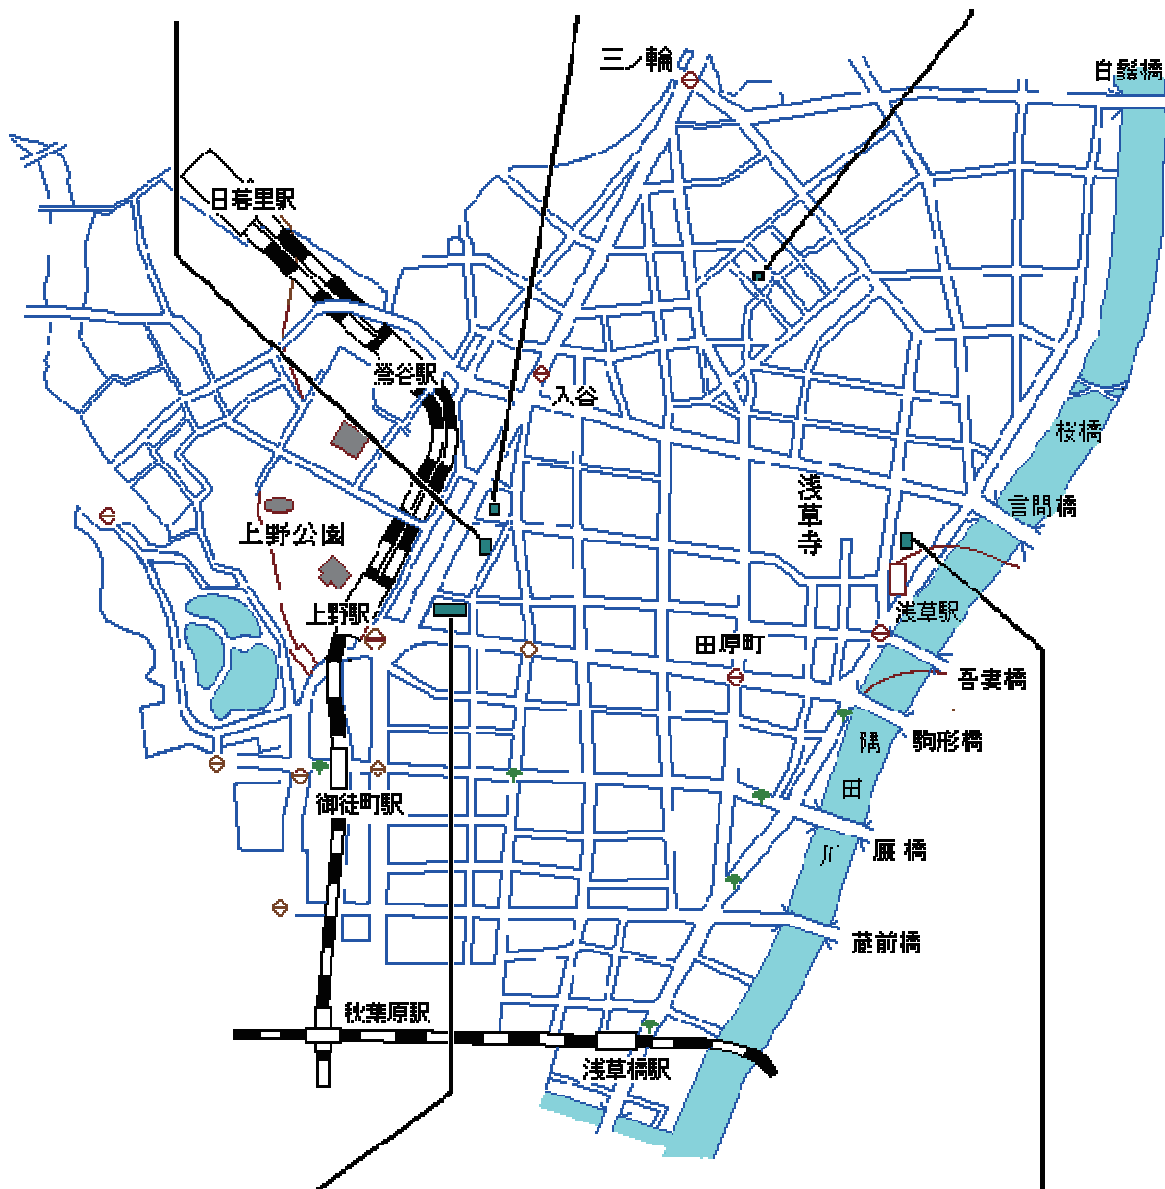 三ノ輪
白鬚橋
日暮里駅
鶯谷駅
入谷
桜橋
浅草寺
言問橋
上野公園
上野駅
浅草駅
田原町
吾妻橋
駒形橋
隅田川
御徒町駅
厩橋
蔵前橋
秋葉原駅
浅草橋駅